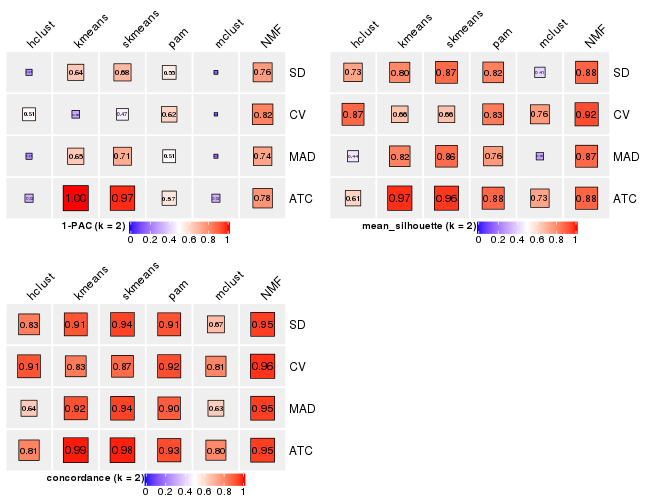 hclust kmeans skmeans pam mclust NMF
0.64 0.68 0.55 0.76 SD
0.51 0.47 0.62 0.82 CV
0.65 0.71 0.51 0.74 MAD
1.00 0.97 0.57 0.78 ATC
1-PAC (k = 2)
0 0.2 0.4 0.6 0.8 1
hclust kmeans skmeans pam mclust NMF
0.73 0.80 0.87 0.82 0.88 SD
0.87 0.66 0.66 0.83 0.76 0.92 CV
0.44 0.82 0.86 0.76 0.87 MAD
0.61 0.97 0.96 0.88 0.73 0.88 ATC
mean_silhouette (k = 2)
0 0.2 0.4 0.6 0.8 1
hclust kmeans skmeans pam mclust NMF
0.83 0.91 0.94 0.91 0.67 0.95 SD
0.91 0.83 0.87 0.92 0.81 0.96 CV
0.64 0.92 0.94 0.90 0.63 0.95 MAD
0.81 0.99 0.98 0.93 0.80 0.95 ATC
concordance (k = 2)
0 0.2 0.4 0.6 0.8 1